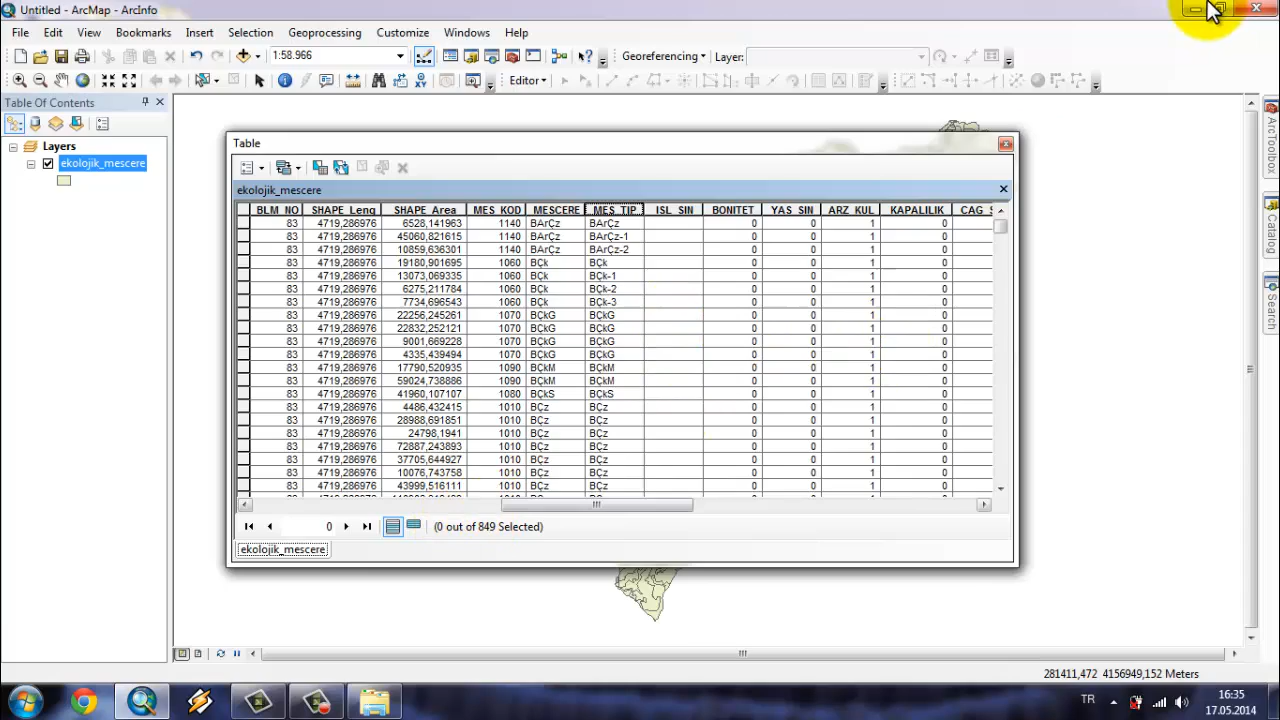 Untitled - ArcMap - ArcInfo
File Edit View Bookmarks Insert Selection Geoprocessing Customize Windows Help
1:58.966 Georeferencing Layer:
Editor
Table Of Contents
Layers
ekolojik_mescere
Table
ekolojik_mescere
BLM_NO SHAPE_Leng SHAPE_Area MES_KOD MESCERE MES_TIP ISL_SIN BONITET YAS_SIN ARZ_KUL KAPALILIK CAG_S
83 4719,286976 6528,141963 1140 BArÇz BArÇz 0 0 1 0
83 4719,286976 45060,821615 1140 BArÇz BArÇz-1 0 0 1 0
83 4719,286976 10859,636301 1140 BArÇz BArÇz-2 0 0 1 0
83 4719,286976 19180,901695 1060 BÇk BÇk 0 0 1 0
83 4719,286976 13073,069335 1060 BÇk BÇk-1 0 0 1 0
83 4719,286976 6275,211784 1060 BÇk BÇk-2 0 0 1 0
83 4719,286976 7734,696543 1060 BÇk BÇk-3 0 0 1 0
83 4719,286976 22256,245261 1070 BÇkG BÇkG 0 0 1 0
83 4719,286976 22832,252121 1070 BÇkG BÇkG 0 0 1 0
83 4719,286976 9001,669228 1070 BÇkG BÇkG 0 0 1 0
83 4719,286976 4335,439494 1070 BÇkG BÇkG 0 0 1 0
83 4719,286976 17790,520935 1090 BÇkM BÇkM 0 0 1 0
83 4719,286976 59024,738886 1090 BÇkM BÇkM 0 0 1 0
83 4719,286976 41960,107107 1080 BÇkS BÇkS 0 0 1 0
83 4719,286976 4486,432415 1010 BÇz BÇz 0 0 1 0
83 4719,286976 28988,691851 1010 BÇz BÇz 0 0 1 0
83 4719,286976 24798,1941 1010 BÇz BÇz 0 0 1 0
83 4719,286976 72887,243893 1010 BÇz BÇz 0 0 1 0
83 4719,286976 37705,644927 1010 BÇz BÇz 0 0 1 0
83 4719,286976 10076,743758 1010 BÇz BÇz 0 0 1 0
83 4719,286976 43999,516111 1010 BÇz BÇz 0 0 1 0
0 (0 out of 849 Selected)
ekolojik_mescere
ArcToolbox
Catalog
Search
281411,472 4156949,152 Meters
TR 16:35
17.05.2014